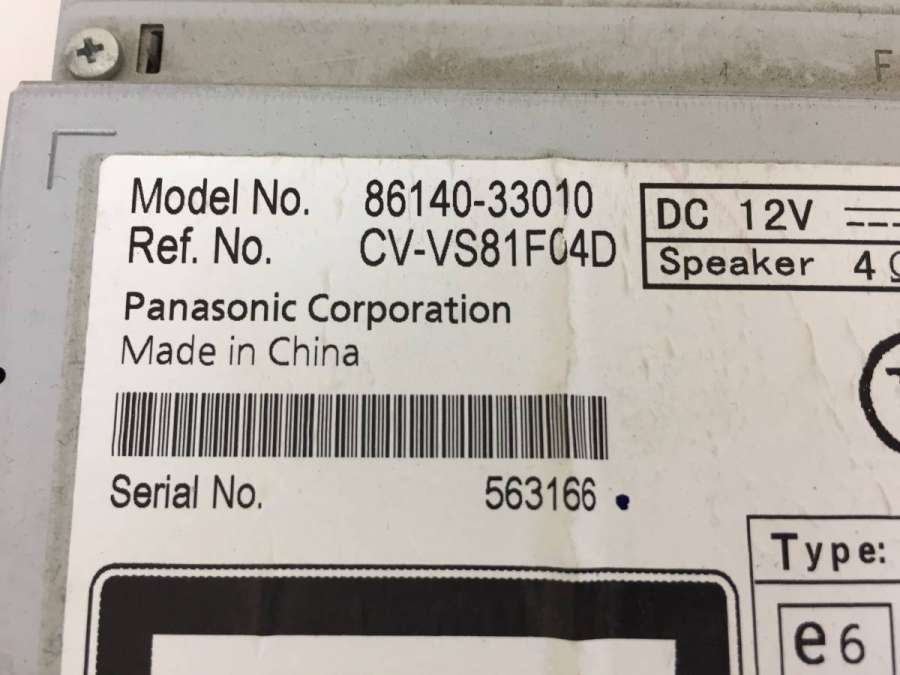 F
Model No. 86140-33010
Ref. No. CV-VS81F04D
DC 12V
Speaker 4Ω
Panasonic Corporation
Made in China
Serial No. 563166
Type:
e6